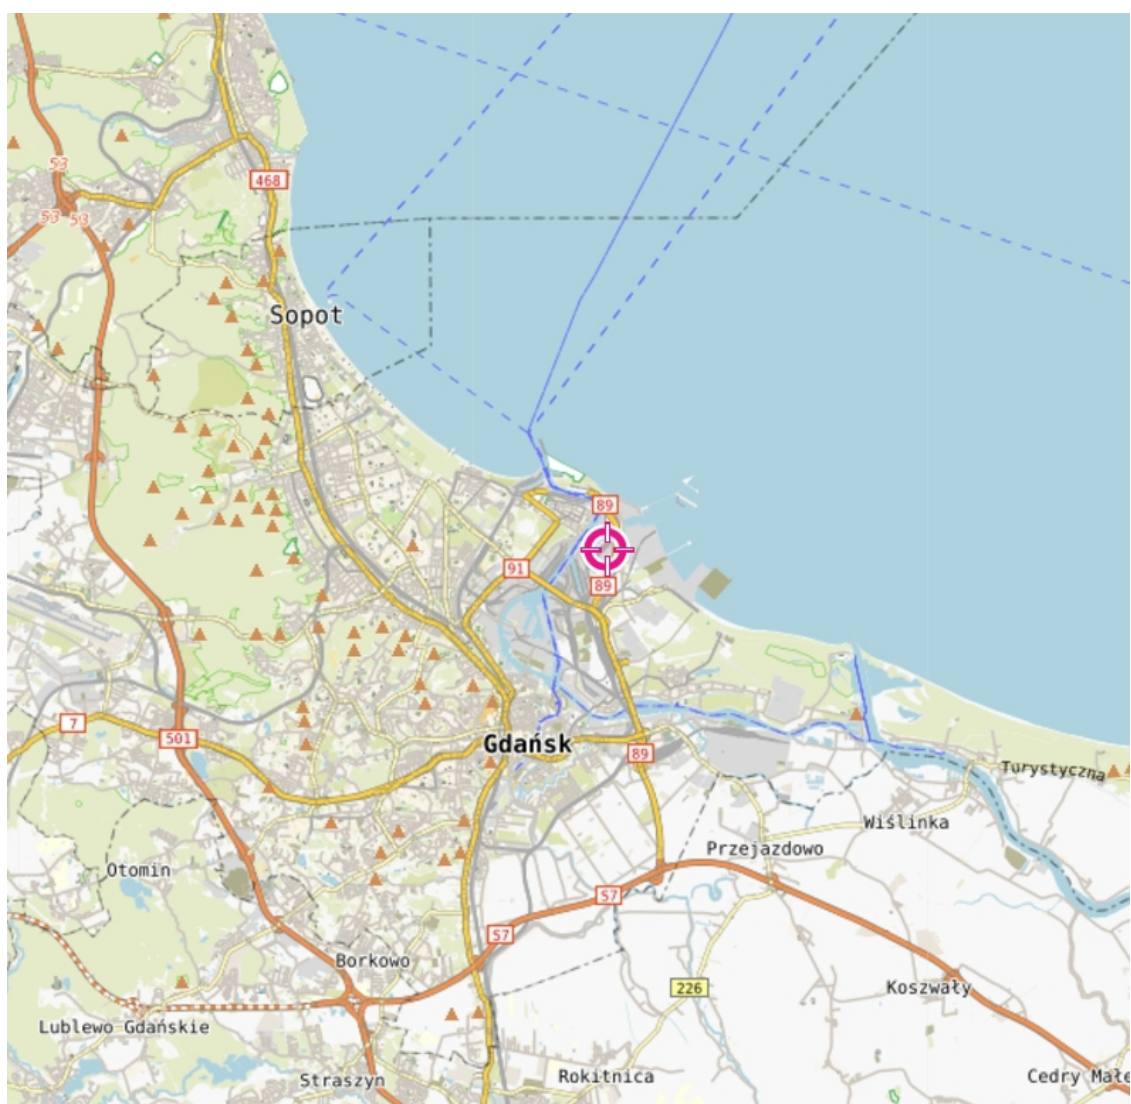 53
53 53
468
Sopot
89
91
89
7
501
Gdańsk
89
Turystyczna
Wiślinka
Przejazdowo
Otomin
57
57
Borkowo
226
Koszwały
Lublewo Gdańskie
Straszyn
Rokitnica
Cedry Małe